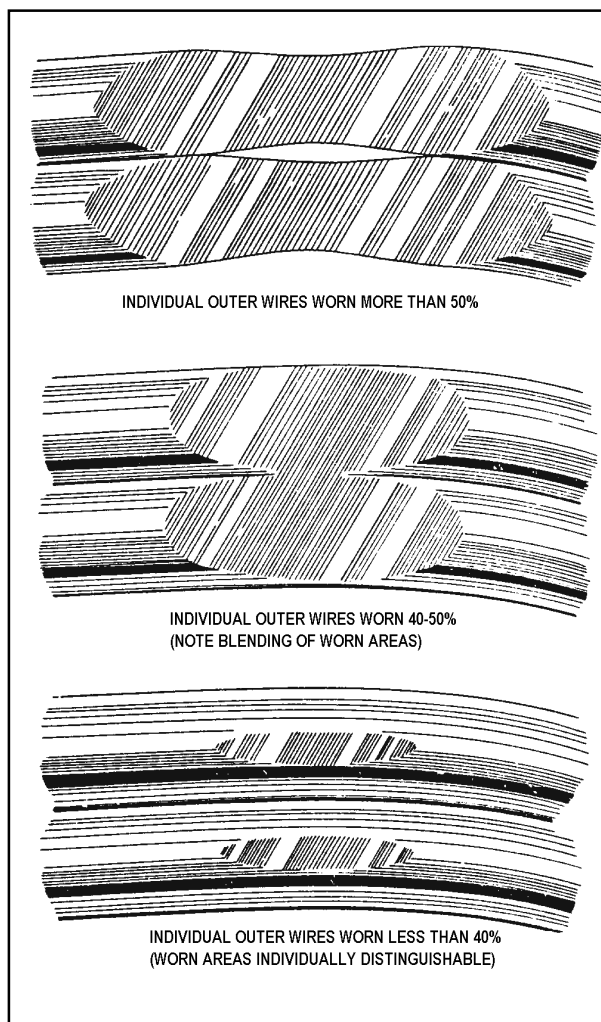 INDIVIDUAL OUTER WIRES WORN MORE THAN 50%
INDIVIDUAL OUTER WIRES WORN 40-50%
(NOTE BLENDING OF WORN AREAS)
INDIVIDUAL OUTER WIRES WORN LESS THAN 40%
(WORN AREAS INDIVIDUALLY DISTINGUISHABLE)